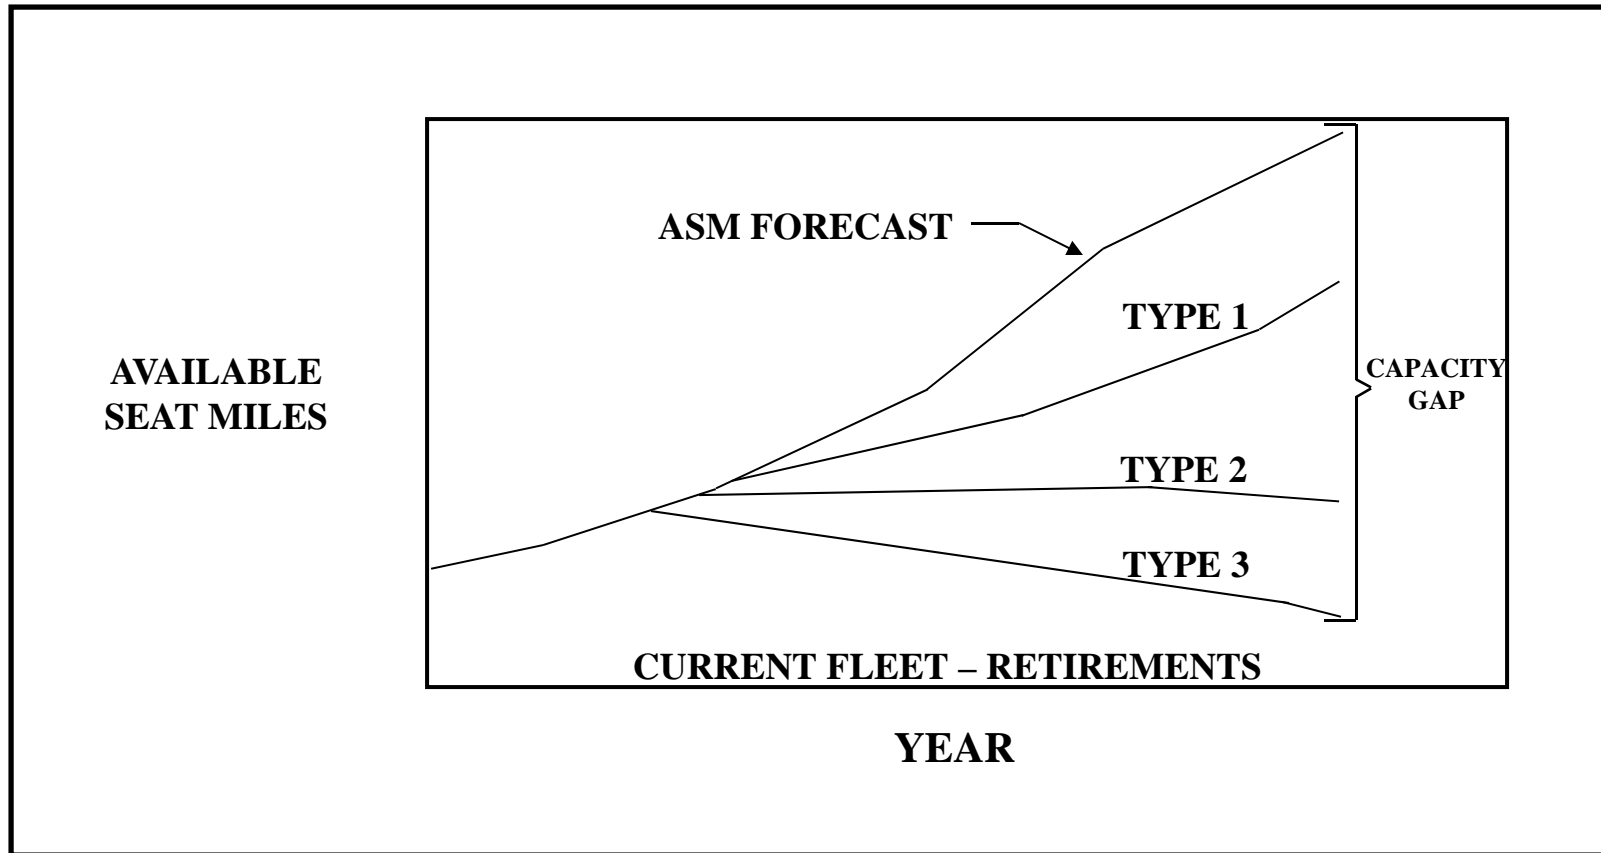 ASM FORECAST
TYPE 1
AVAILABLE
SEAT MILES
CAPACITY
GAP
TYPE 2
TYPE 3
CURRENT FLEET – RETIREMENTS
YEAR